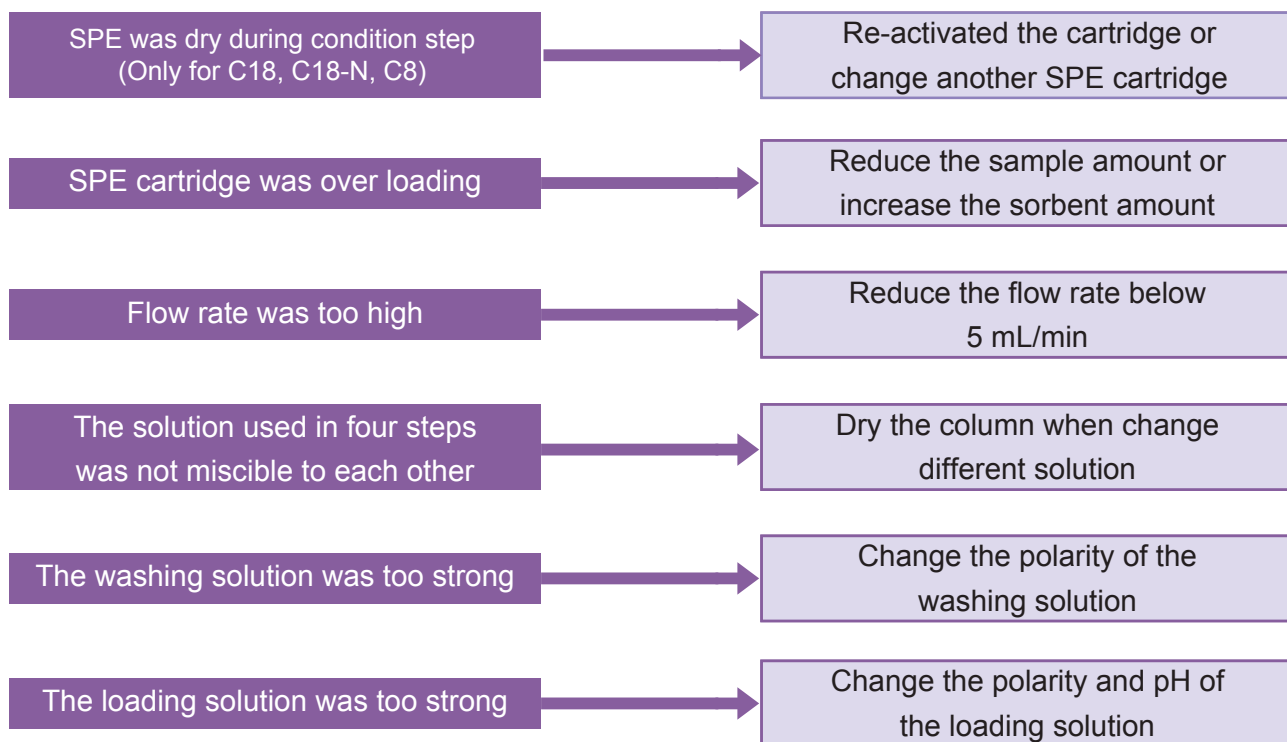 SPE was dry during condition step
(Only for C18, C18-N, C8)
Re-activated the cartridge or
change another SPE cartridge
SPE cartridge was over loading
Reduce the sample amount or
increase the sorbent amount
Flow rate was too high
Reduce the flow rate below
5 mL/min
The solution used in four steps
was not miscible to each other
Dry the column when change
different solution
The washing solution was too strong
Change the polarity of the
washing solution
The loading solution was too strong
Change the polarity and pH of
the loading solution